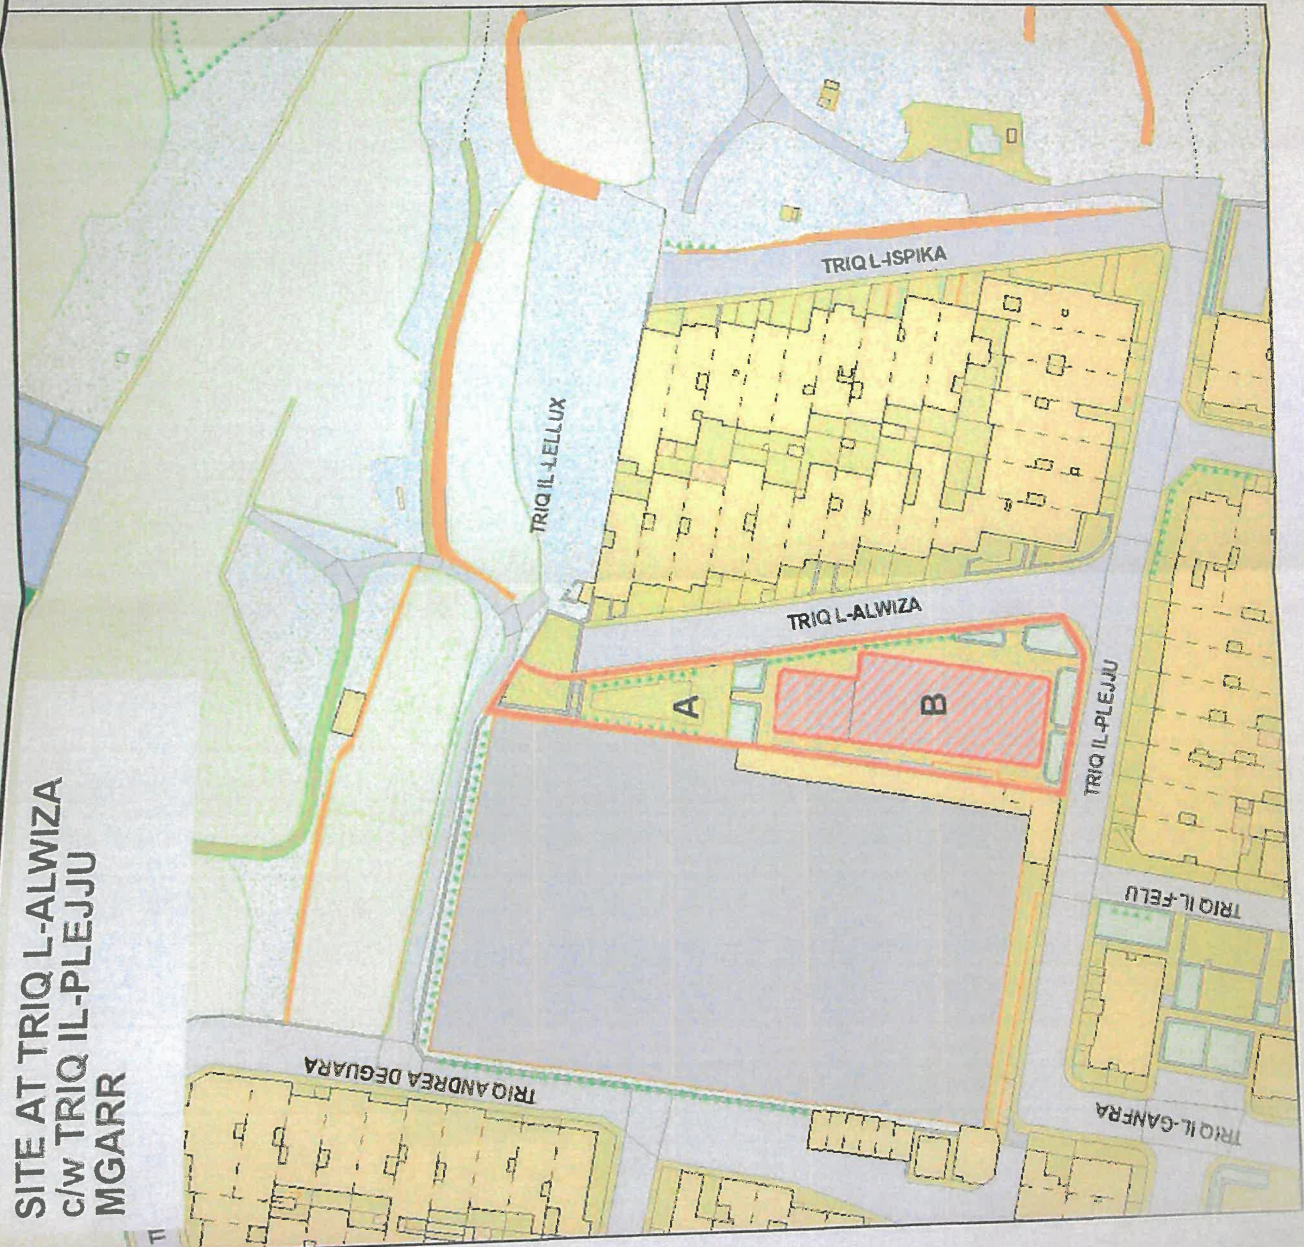 SITE AT TRIQ L-ALWIZA
c/w TRIQ IL-PLEJJU
MGARR
TRIQ ANDREA DEGUARA
TRIQ IL-LELLUX
TRIQ L-ISPIKA
TRIQ L-ALWIZA
A
B
TRIQ IL-PLEJJU
TRIQ IL-FELU
TRIQ IL-GANFRA